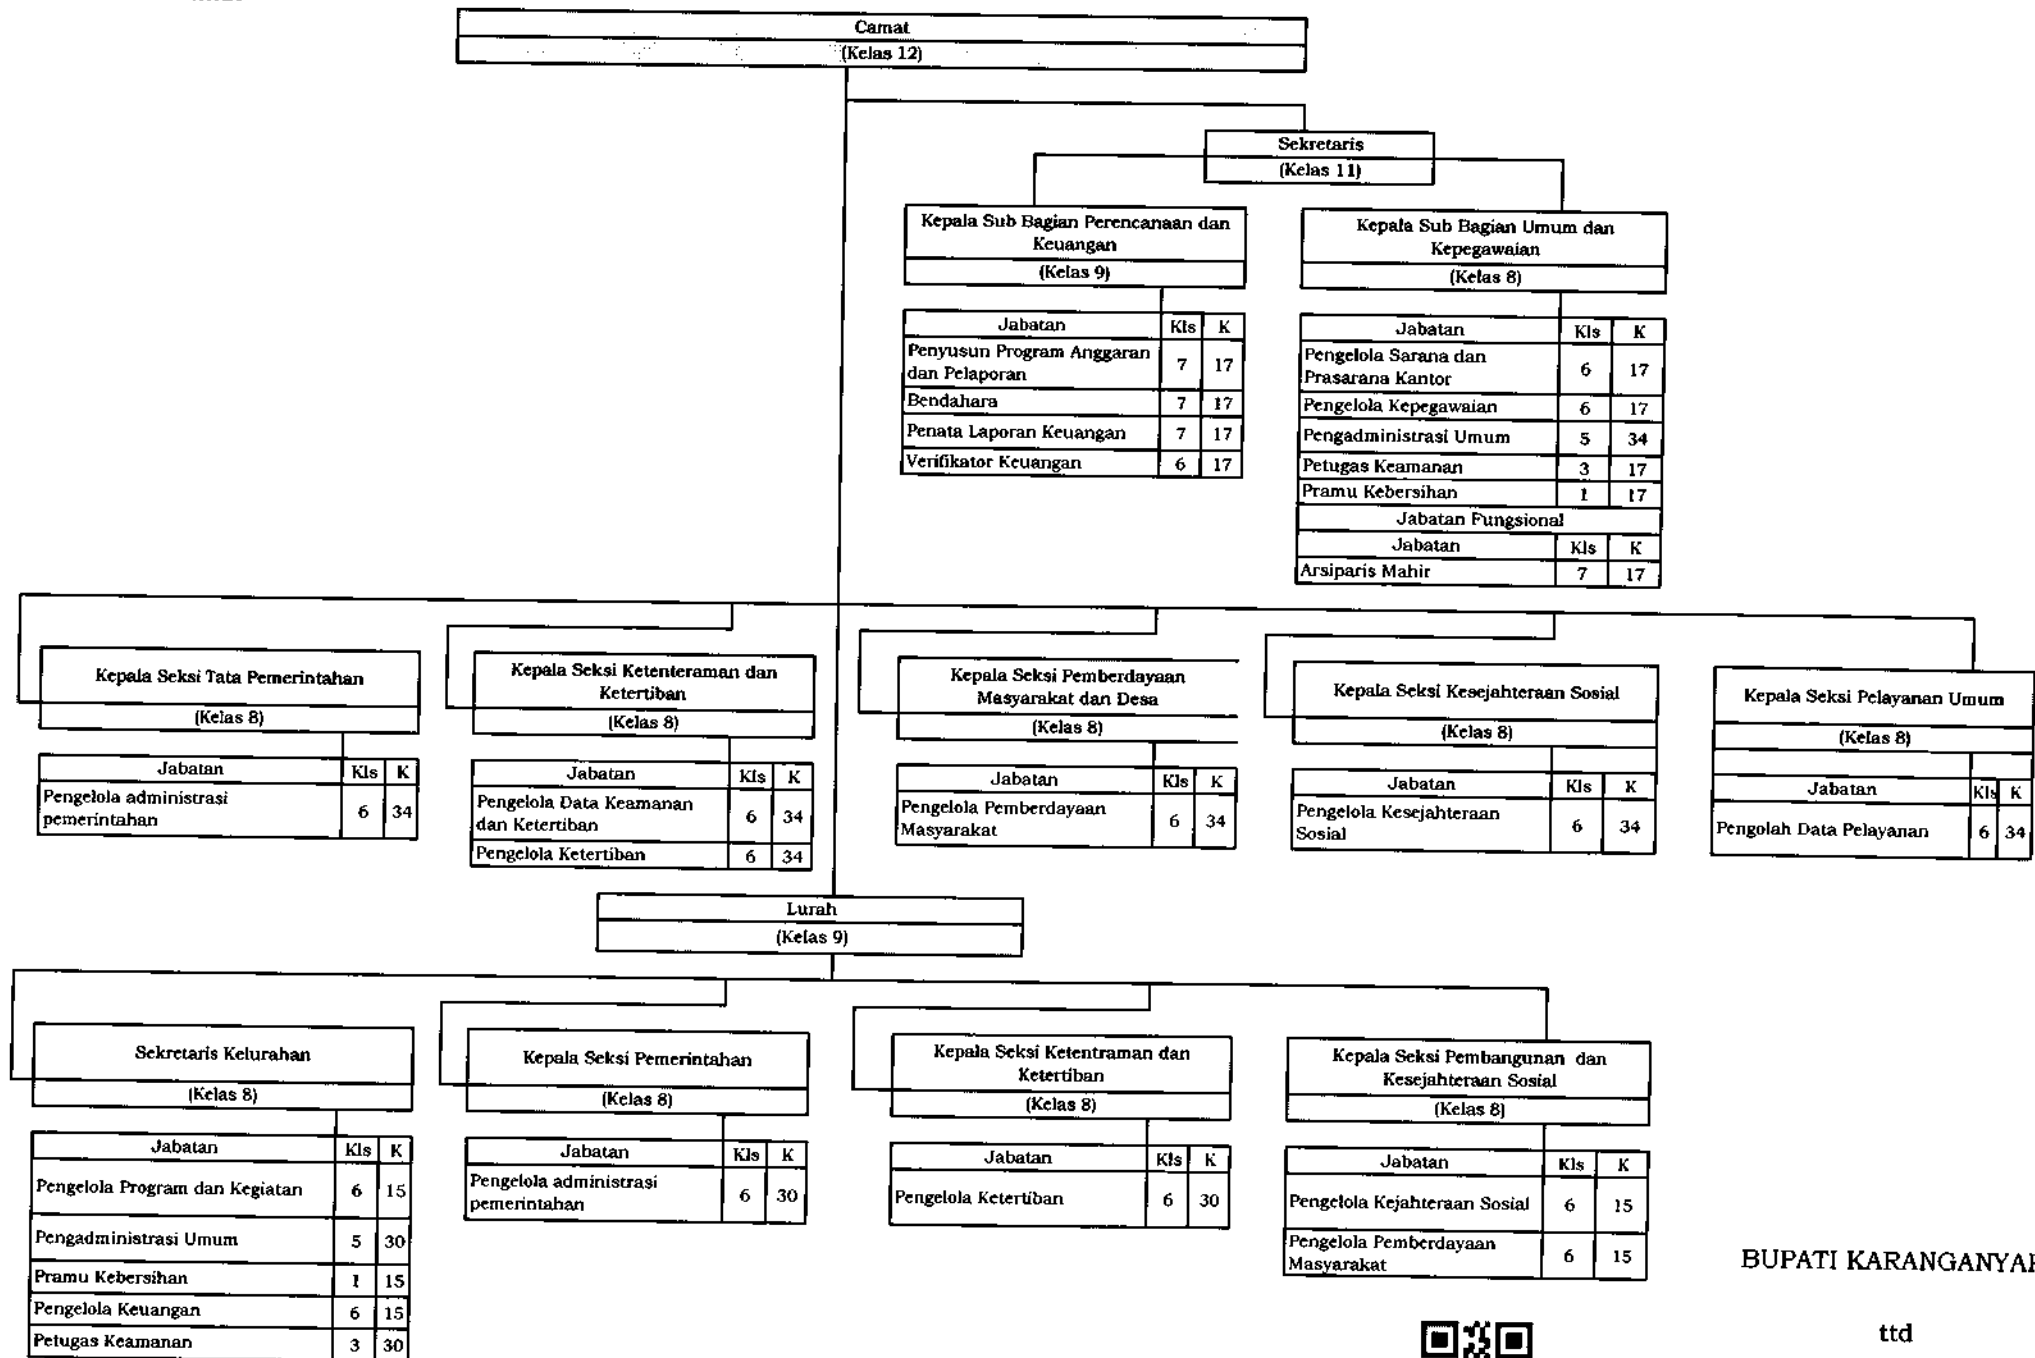 Camat
(Kelas 12)
Sekretaris
(Kelas 11)
Kepala Sub Bagian Perencanaan dan
Keuangan
(Kelas 9)
Jabatan Kls K
Penyusun Program Anggaran
dan Pelaporan 7 17
Bendahara 7 17
Penata Laporan Keuangan 7 17
Verifikator Keuangan 6 17
Kepala Sub Bagian Umum dan
Kepegawaian
(Kelas 8)
Jabatan Kls K
Pengelola Sarana dan
Prasarana Kantor 6 17
Pengelola Kepegawaian 6 17
Pengadministrasi Umum 5 34
Petugas Keamanan 3 17
Pramu Kebersihan 1 17
Jabatan Fungsional
Jabatan Kls K
Arsiparis Mahir 7 17
Kepala Seksi Tata Pemerintahan
(Kelas 8)
Jabatan Kls K
Pengelola administrasi
pemerintahan 6 34
Kepala Seksi Ketenteraman dan
Ketertiban
(Kelas 8)
Jabatan Kls K
Pengelola Data Keamanan
dan Ketertiban 6 34
Pengelola Ketertiban 6 34
Kepala Seksi Pemberdayaan
Masyarakat dan Desa
(Kelas 8)
Jabatan Kls K
Pengelola Pemberdayaan
Masyarakat 6 34
Kepala Seksi Kesejahteraan Sosial
(Kelas 8)
Jabatan Kls K
Pengelola Kesejahteraan
Sosial 6 34
Kepala Seksi Pelayanan Umum
(Kelas 8)
Jabatan Kls K
Pengolah Data Pelayanan 6 34
Lurah
(Kelas 9)
Sekretaris Kelurahan
(Kelas 8)
Jabatan Kls K
Pengelola Program dan Kegiatan 6 15
Pengadministrasi Umum 5 30
Pramu Kebersihan 1 15
Pengelola Keuangan 6 15
Petugas Keamanan 3 30
Kepala Seksi Pemerintahan
(Kelas 8)
Jabatan Kls K
Pengelola administrasi
pemerintahan 6 30
Kepala Seksi Ketentraman dan
Ketertiban
(Kelas 8)
Jabatan Kls K
Pengelola Ketertiban 6 30
Kepala Seksi Pembangunan dan
Kesejahteraan Sosial
(Kelas 8)
Jabatan Kls K
Pengelola Kejahteraan Sosial 6 15
Pengelola Pemberdayaan
Masyarakat 6 15
BUPATI KARANGANYAR
ttd